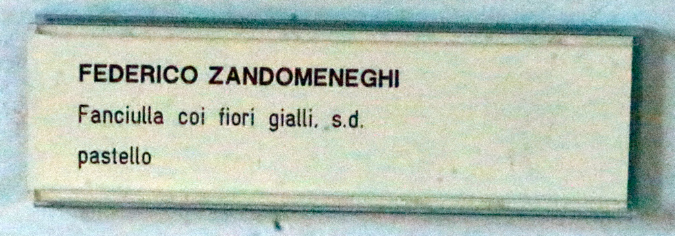 FEDERICO ZANDOMENEGHI
Fanciulla coi fiori gialli, s.d.
pastello